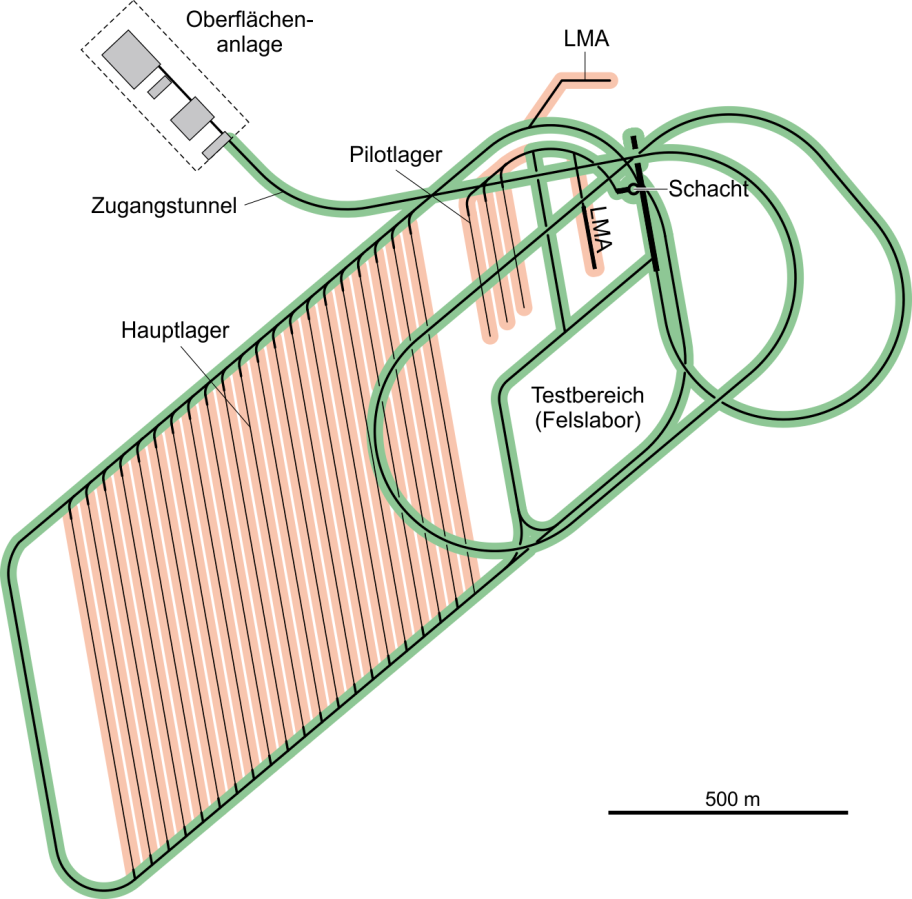 Oberflächen-
anlage
LMA
Pilotlager
Zugangstunnel
Schacht
LMA
Hauptlager
Testbereich
(Felslabor)
500 m